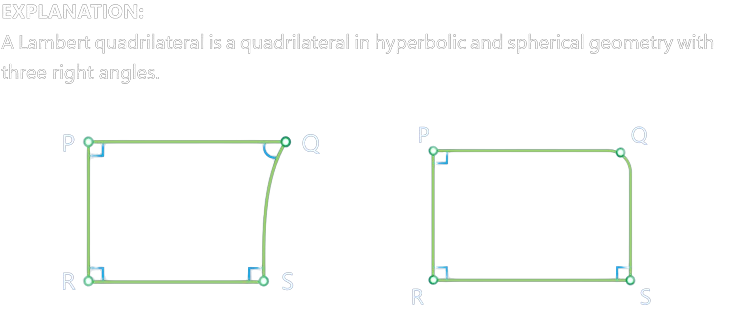 EXPLANATION:
A Lambert quadrilateral is a quadrilateral in hyperbolic and spherical geometry with
three right angles.
P Q
R S
P Q
R S